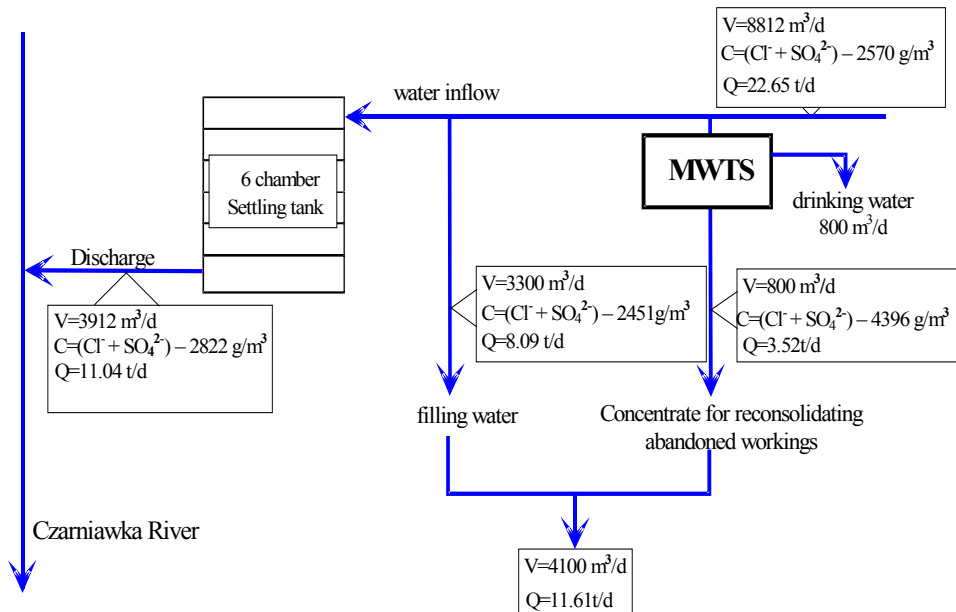 V=8812 m³/d
C=(Cl⁻ + SO₄²⁻) – 2570 g/m³
Q=22.65 t/d
water inflow
MWTS
6 chamber
Settling tank
drinking water
800 m³/d
Discharge
V=3912 m³/d
C=(Cl⁻ + SO₄²⁻) – 2822 g/m³
Q=11.04 t/d
V=3300 m³/d
C=(Cl⁻ + SO₄²⁻) – 2451g/m³
Q=8.09 t/d
V=800 m³/d
C=(Cl⁻ + SO₄²⁻) – 4396 g/m³
Q=3.52t/d
filling water
Concentrate for reconsolidating
abandoned workings
Czarniawka River
V=4100 m³/d
Q=11.61t/d